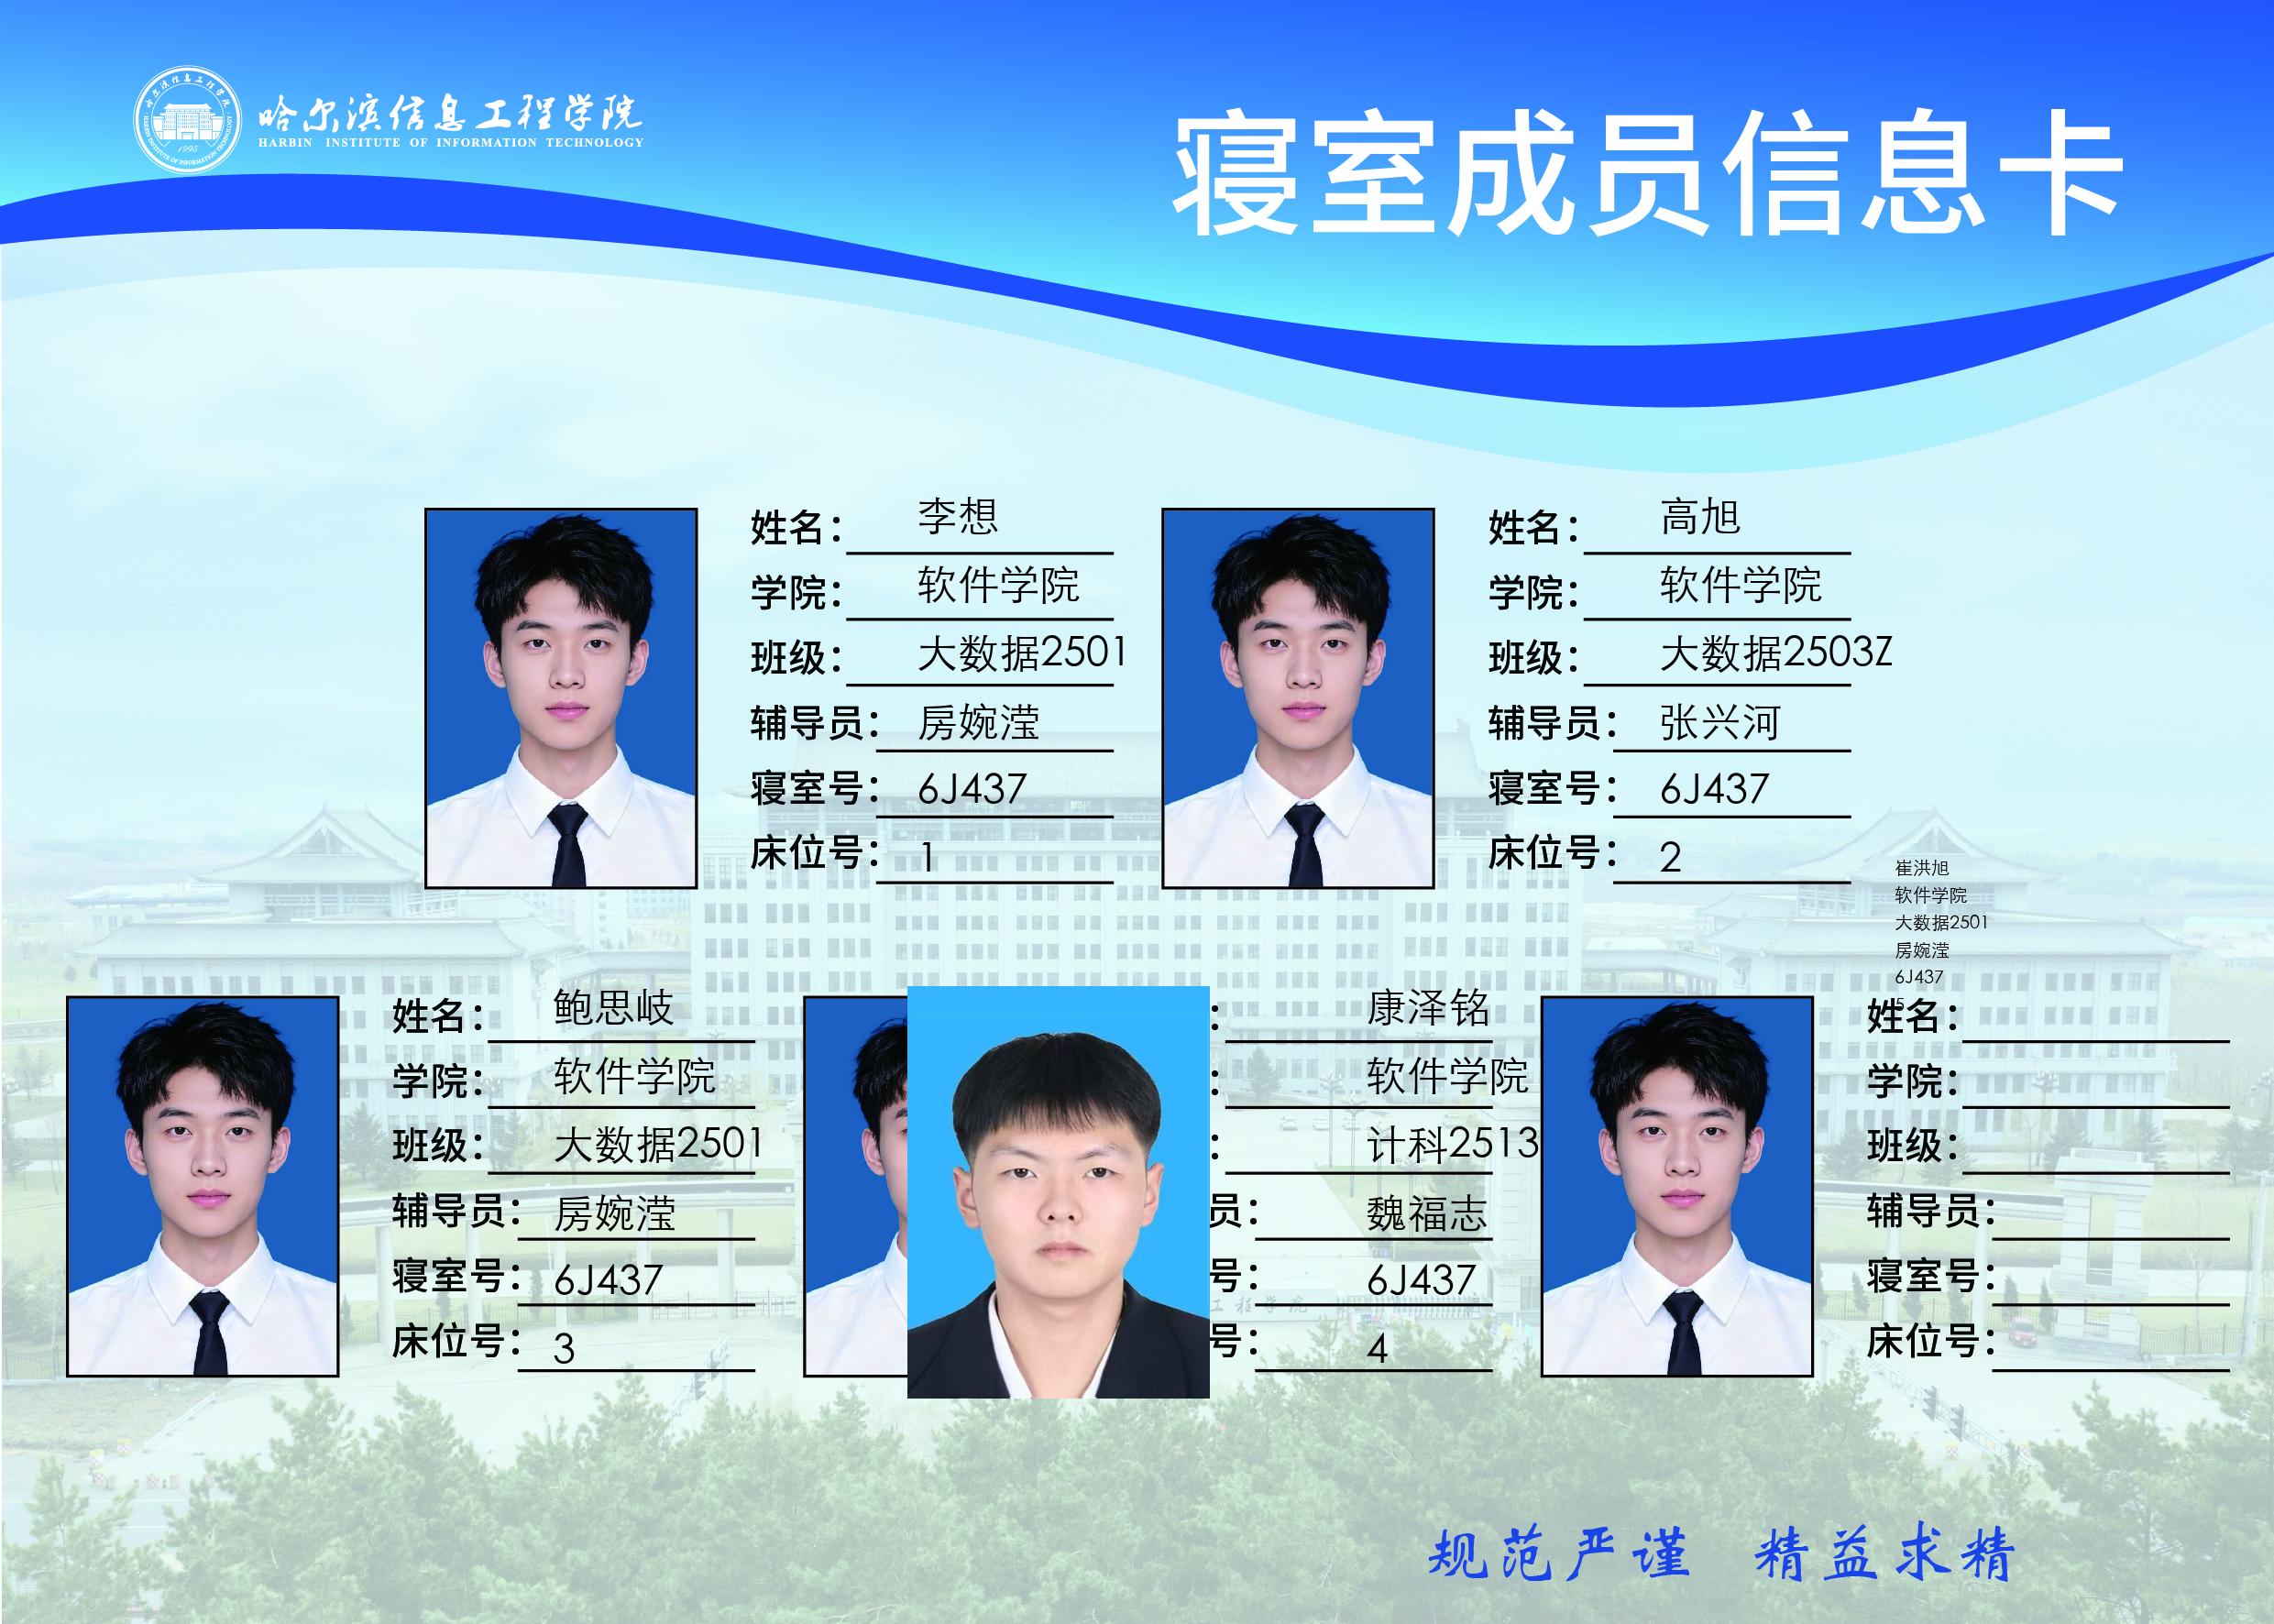 哈尔滨信息工程学院
HARBIN INSTITUTE OF INFORMATION TECHNOLOGY
1995
寝室成员信息卡
姓名： 李想
学院： 软件学院
班级： 大数据2501
辅导员： 房婉滢
寝室号： 6J437
床位号： 1
姓名： 高旭
学院： 软件学院
班级： 大数据2503Z
辅导员： 张兴河
寝室号： 6J437
床位号： 2
崔洪旭
软件学院
大数据2501
房婉滢
6J437
5
姓名： 鲍思岐
学院： 软件学院
班级： 大数据2501
辅导员： 房婉滢
寝室号： 6J437
床位号： 3
： 康泽铭
： 软件学院
： 计科2513
员： 魏福志
号： 6J437
号： 4
姓名：
学院：
班级：
辅导员：
寝室号：
床位号：
工程学院
规范严谨 精益求精